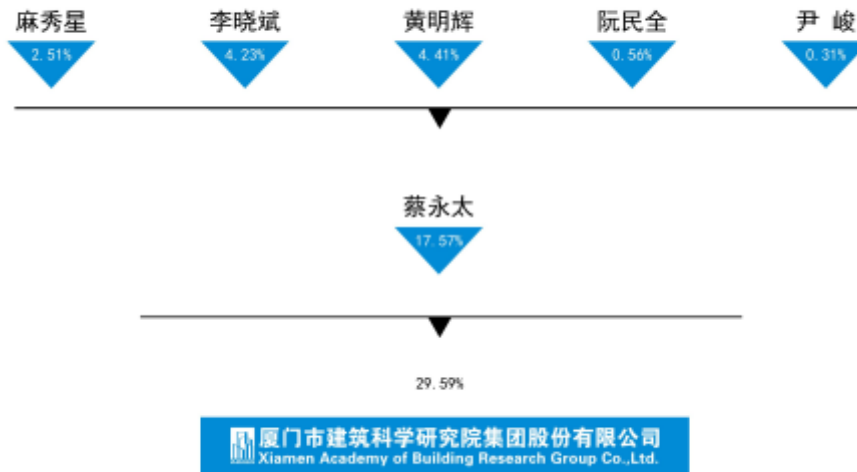 麻秀星 李晓斌 黄明辉 阮民全 尹 峻
2.51% 4.23% 4.41% 0.56% 0.31%
蔡永太
17.57%
29.59%
厦门市建筑科学研究院集团股份有限公司
Xiamen Academy of Building Research Group Co.,Ltd.